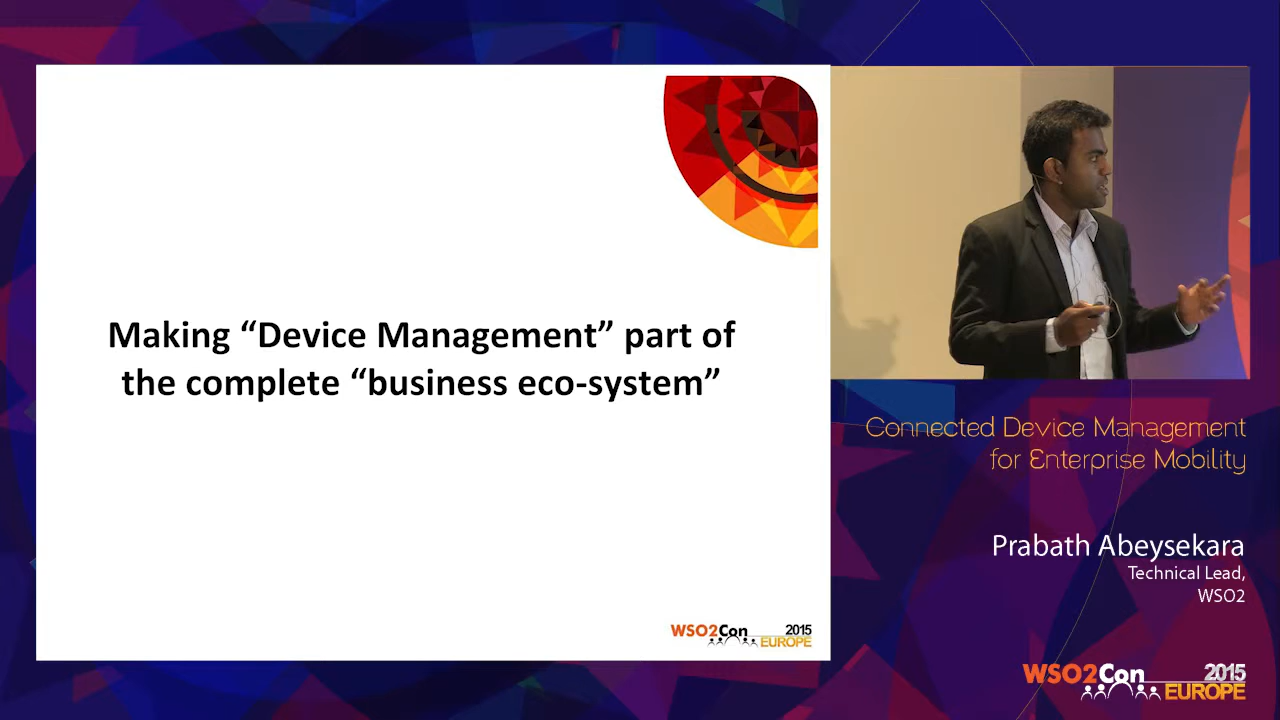 Making “Device Management” part of
the complete “business eco-system”
WSO2Con 2015
EUROPE
Connected Device Management
for Enterprise Mobility
Prabath Abeysekara
Technical Lead,
WSO2
WSO2Con 2015
EUROPE